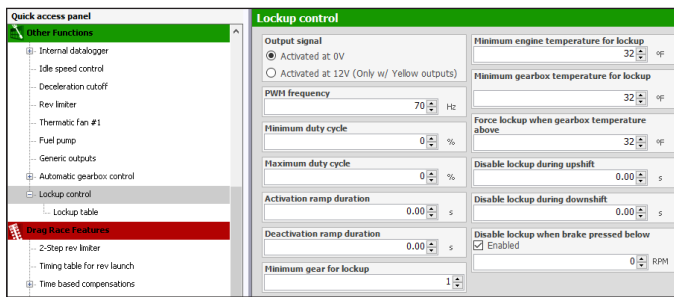 Quick access panel
Other Functions
Internal datalogger
Idle speed control
Deceleration cutoff
Rev limiter
Thermatic fan #1
Fuel pump
Generic outputs
Automatic gearbox control
Lockup control
Lockup table
Drag Race Features
2-Step rev limiter
Timing table for rev launch
Time based compensations
Lockup control
Output signal
Activated at 0V
Activated at 12V (Only w/ Yellow outputs)
PWM frequency
70 Hz
Minimum duty cycle
0 %
Maximum duty cycle
0 %
Activation ramp duration
0.00 s
Deactivation ramp duration
0.00 s
Minimum gear for lockup
1
Minimum engine temperature for lockup
32 ºF
Minimum gearbox temperature for lockup
32 ºF
Force lockup when gearbox temperature
above
32 ºF
Disable lockup during upshift
0.00 s
Disable lockup during downshift
0.00 s
Disable lockup when brake pressed below
Enabled
0 RPM